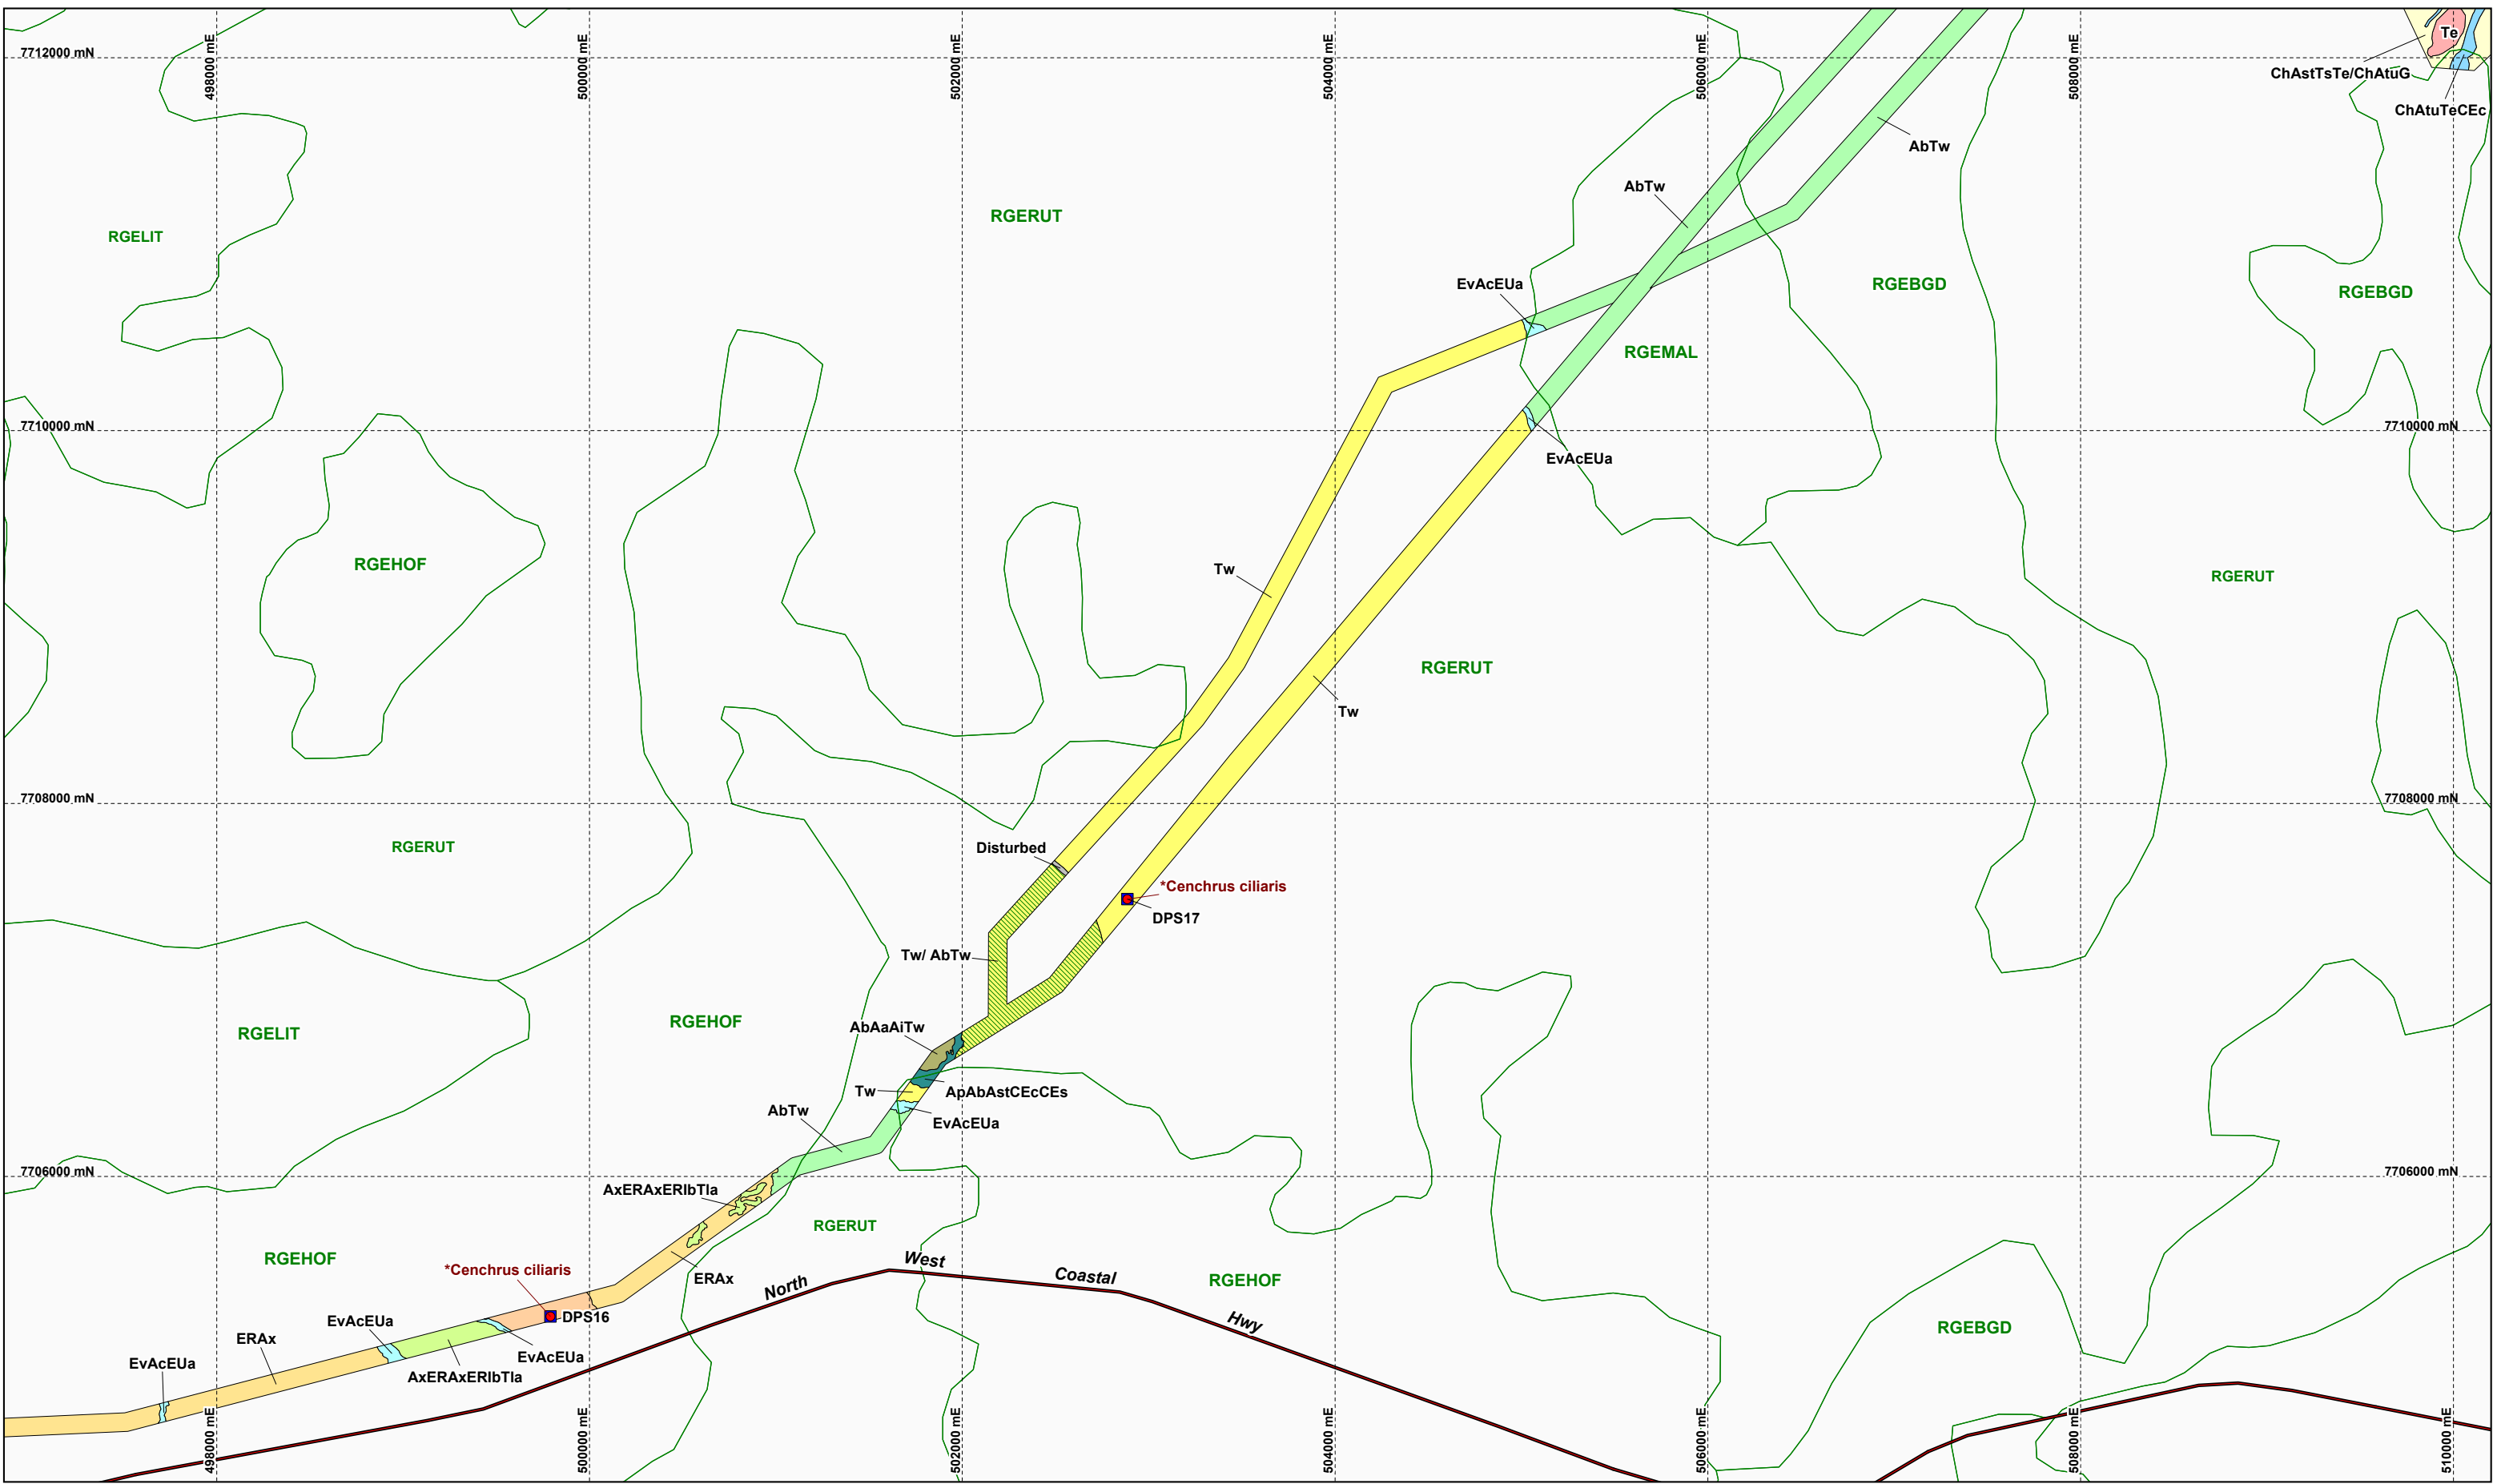 498000 mE
500000 mE
502000 mE
504000 mE
506000 mE
508000 mE
Te
7712000 mN
ChAstTsTe/ChAtuG
ChAtuTeCEc
AbTw
AbTw
RGERUT
RGELIT
EvAcEUa
RGEBGD
RGEBGD
RGEMAL
7710000 mN
7710000 mN
EvAcEUa
RGEHOF
Tw
RGERUT
RGERUT
Tw
7708000 mN
7708000 mN
RGERUT
Disturbed
*Cenchrus ciliaris
DPS17
Tw/ AbTw
RGEHOF
AbAaAiTw
RGELIT
Tw
ApAbAstCEcCEs
AbTw
EvAcEUa
7706000 mN
7706000 mN
AxERAxERIbTla
RGERUT
RGEHOF
West
*Cenchrus ciliaris
Coastal
ERAx
RGEHOF
North
DPS16
EvAcEUa
Hwy
RGEBGD
ERAx
EvAcEUa
EvAcEUa
AxERAxERIbTla
498000 mE
500000 mE
502000 mE
504000 mE
506000 mE
508000 mE
510000 mE